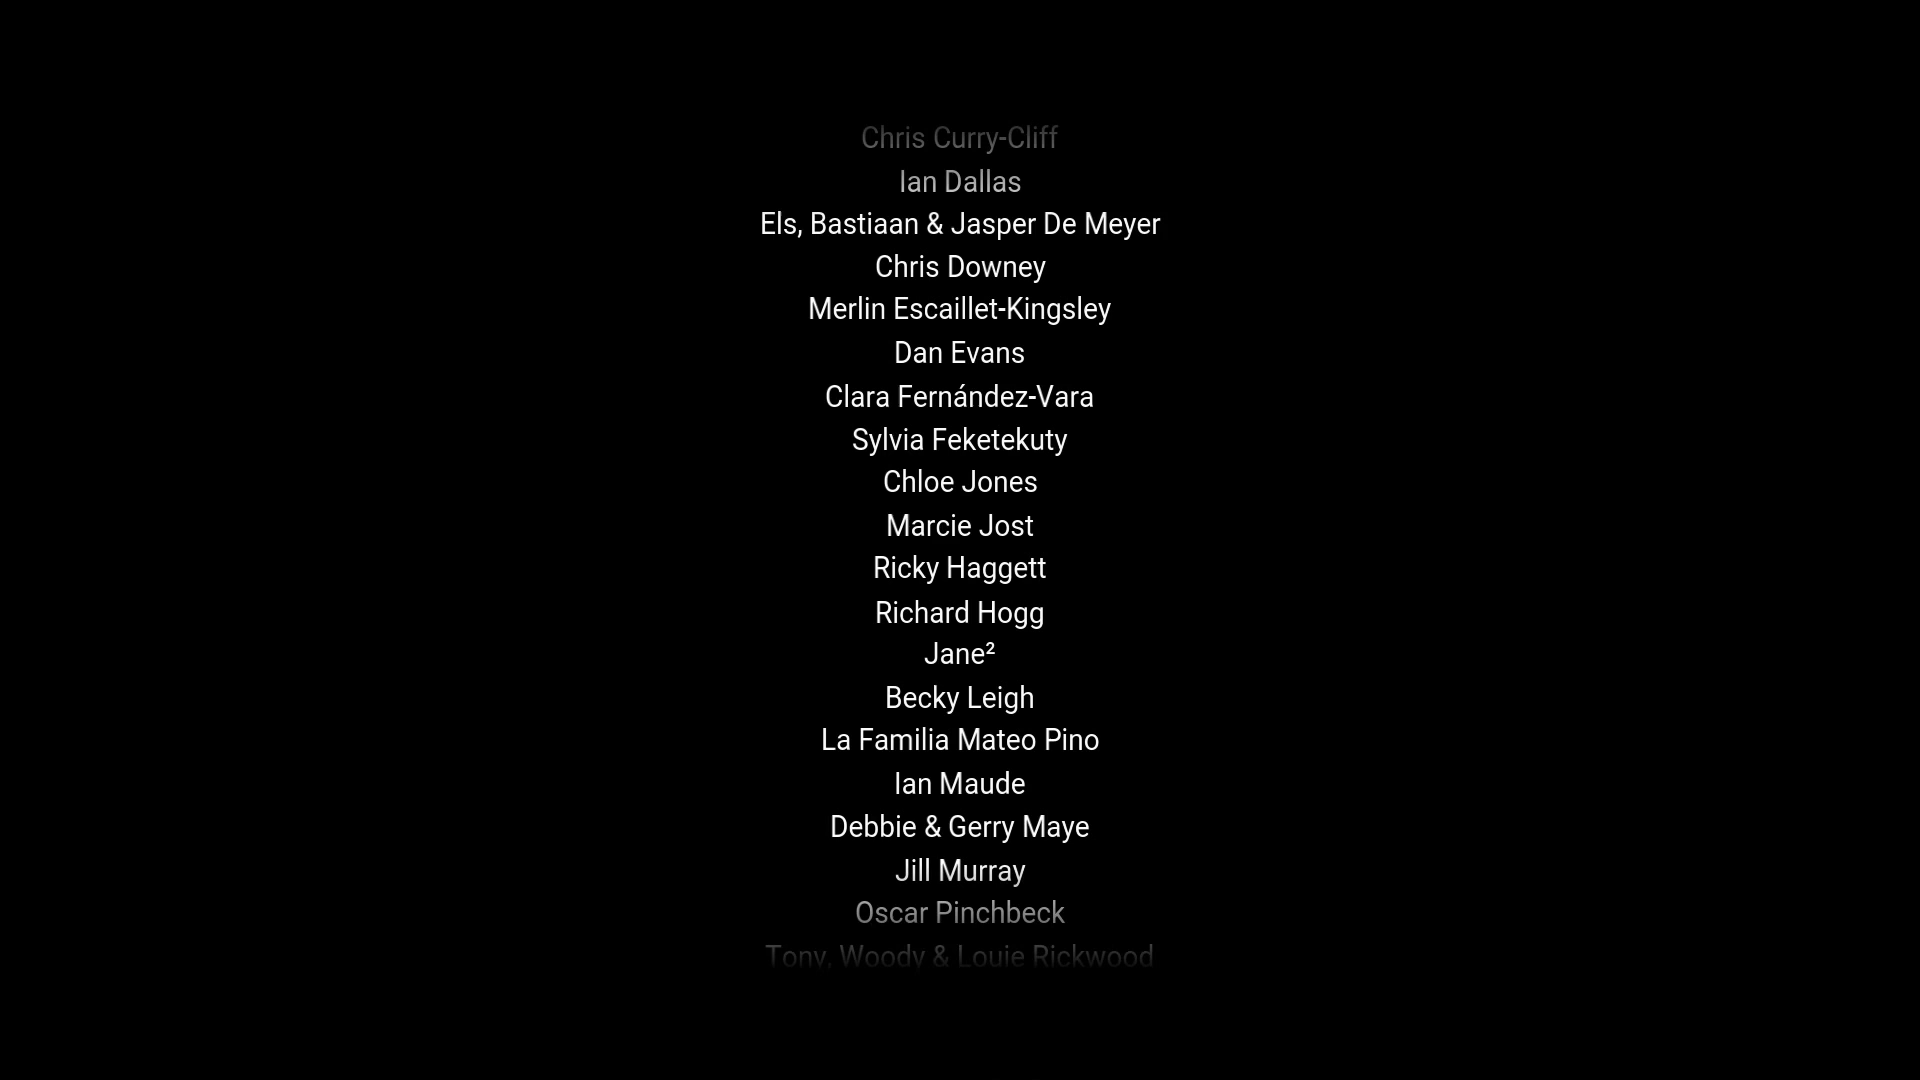 Chris Curry-Cliff
Ian Dallas
Els, Bastiaan & Jasper De Meyer
Chris Downey
Merlin Escaillet-Kingsley
Dan Evans
Clara Fernández-Vara
Sylvia Feketekuty
Chloe Jones
Marcie Jost
Ricky Haggett
Richard Hogg
Jane²
Becky Leigh
La Familia Mateo Pino
Ian Maude
Debbie & Gerry Maye
Jill Murray
Oscar Pinchbeck
Tony, Woody & Louie Rickwood